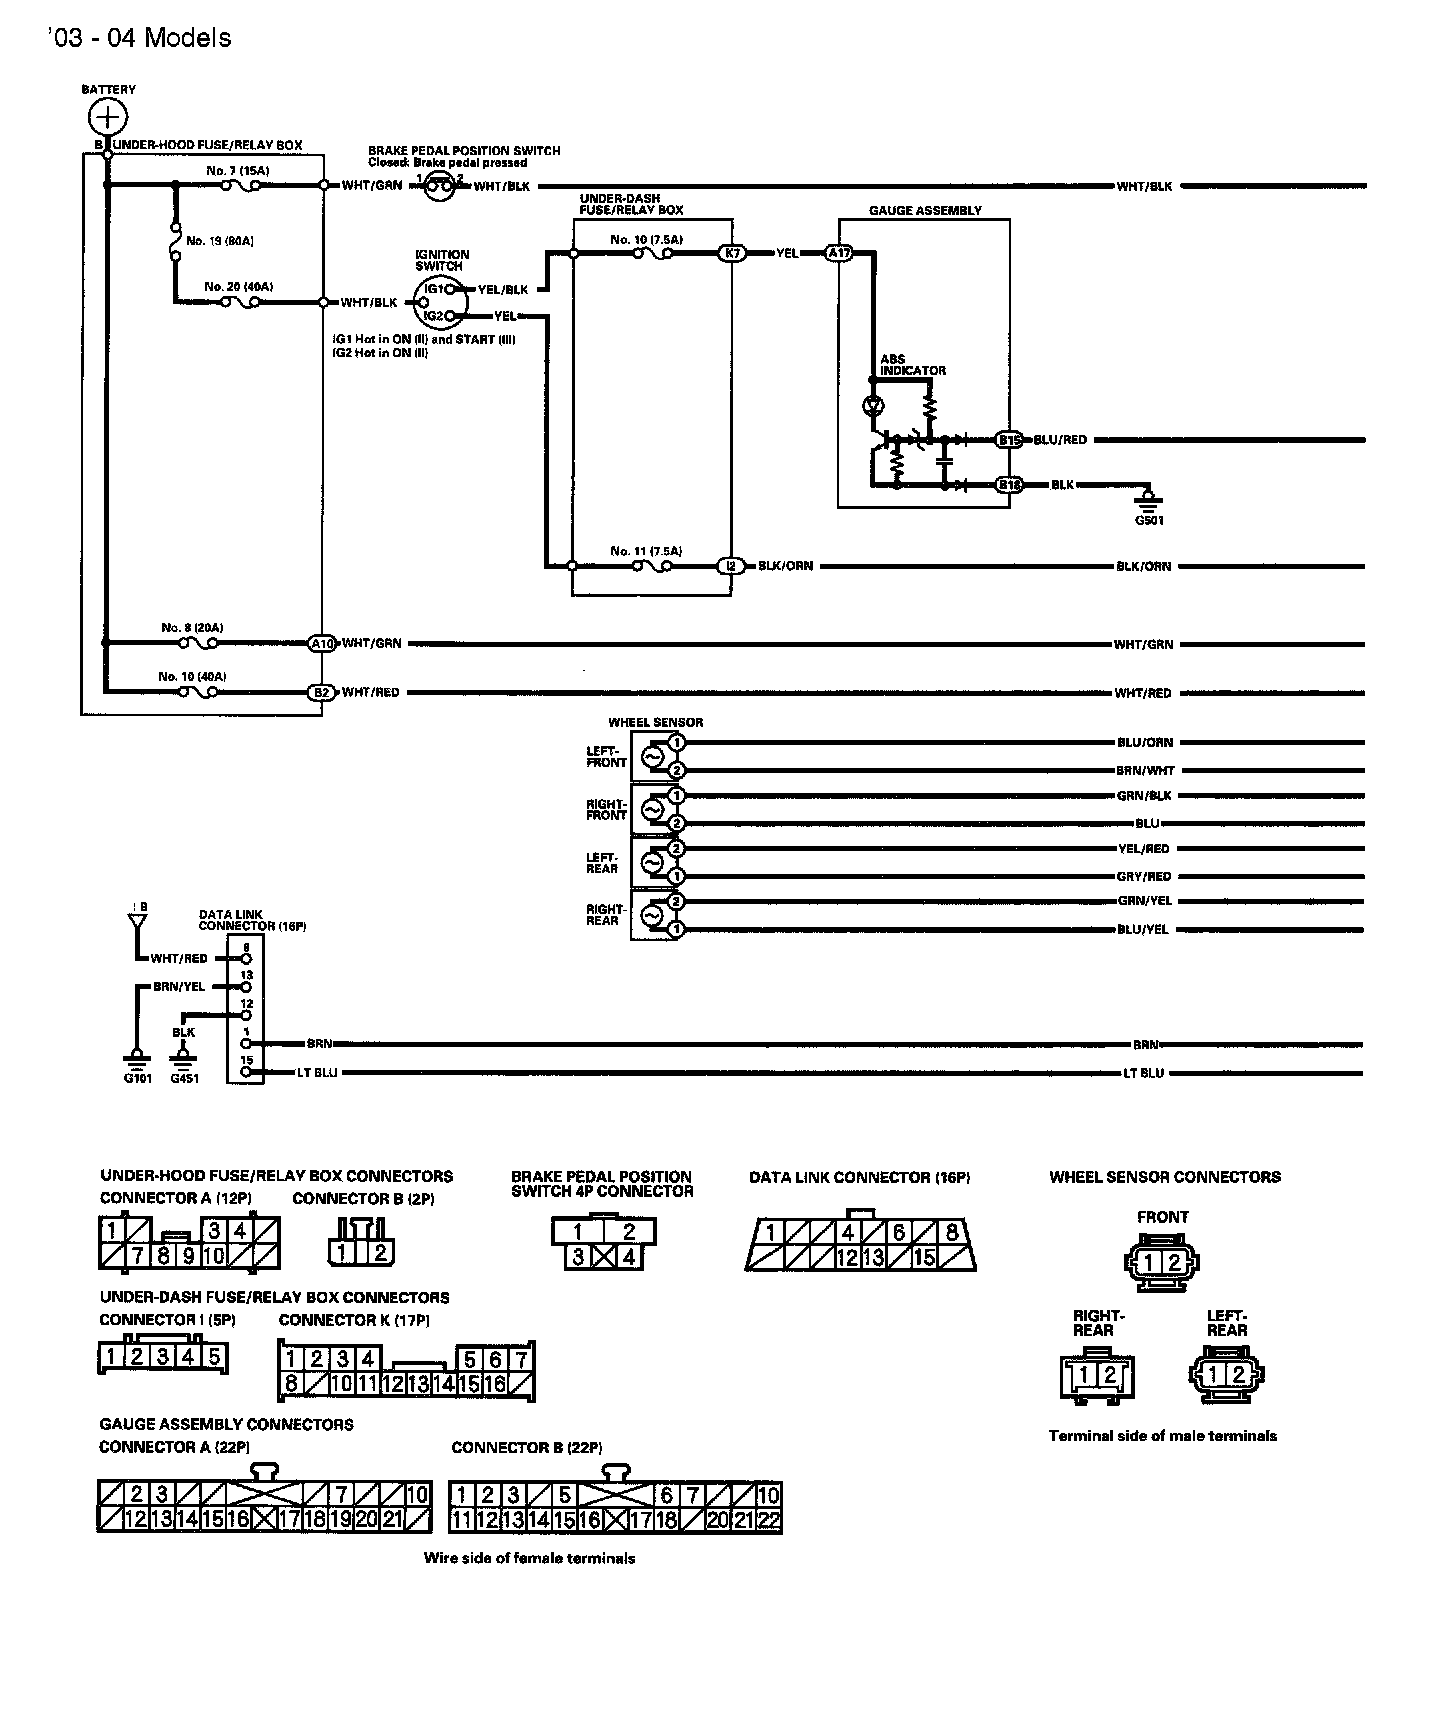 '03 - 04 Models
BATTERY
B
UNDER-HOOD FUSE/RELAY BOX
No. 7 (15A)
WHT/GRN
BRAKE PEDAL POSITION SWITCH
Closed: Brake pedal pressed
1 2
WHT/BLK
WHT/BLK
No. 19 (80A)
No. 20 (40A)
WHT/BLK
IGNITION
SWITCH
IG1
YEL/BLK
IG2
YEL
IG1 Hot in ON (II) and START (III)
IG2 Hot in ON (II)
UNDER-DASH
FUSE/RELAY BOX
No. 10 (7.5A)
K7
YEL
A17
GAUGE ASSEMBLY
ABS
INDICATOR
B15
BLU/RED
B18
BLK
G501
No. 11 (7.5A)
I2
BLK/ORN
BLK/ORN
No. 8 (20A)
A10
WHT/GRN
WHT/GRN
No. 10 (40A)
B2
WHT/RED
WHT/RED
WHEEL SENSOR
LEFT-
FRONT
1
BLU/ORN
2
BRN/WHT
RIGHT-
FRONT
1
GRN/BLK
2
BLU
LEFT-
REAR
2
YEL/RED
1
GRY/RED
RIGHT-
REAR
2
GRN/YEL
1
BLU/YEL
B
DATA LINK
CONNECTOR (16P)
WHT/RED
8
BRN/YEL
13
12
BLK
1
BRN
BRN
15
LT BLU
LT BLU
G101
G451
UNDER-HOOD FUSE/RELAY BOX CONNECTORS
CONNECTOR A (12P)
1 3 4
7 8 9 10
CONNECTOR B (2P)
1 2
BRAKE PEDAL POSITION
SWITCH 4P CONNECTOR
1 2
3 4
DATA LINK CONNECTOR (16P)
1 4 6 8
12 13 15
WHEEL SENSOR CONNECTORS
FRONT
1 2
RIGHT-
REAR
1 2
LEFT-
REAR
1 2
Terminal side of male terminals
UNDER-DASH FUSE/RELAY BOX CONNECTORS
CONNECTOR I (5P)
1 2 3 4 5
CONNECTOR K (17P)
1 2 3 4 5 6 7
8 10 11 12 13 14 15 16
GAUGE ASSEMBLY CONNECTORS
CONNECTOR A (22P)
2 3 7 10
12 13 14 15 16 17 18 19 20 21
CONNECTOR B (22P)
1 2 3 5 6 7 10
11 12 13 14 15 16 17 18 20 21 22
Wire side of female terminals